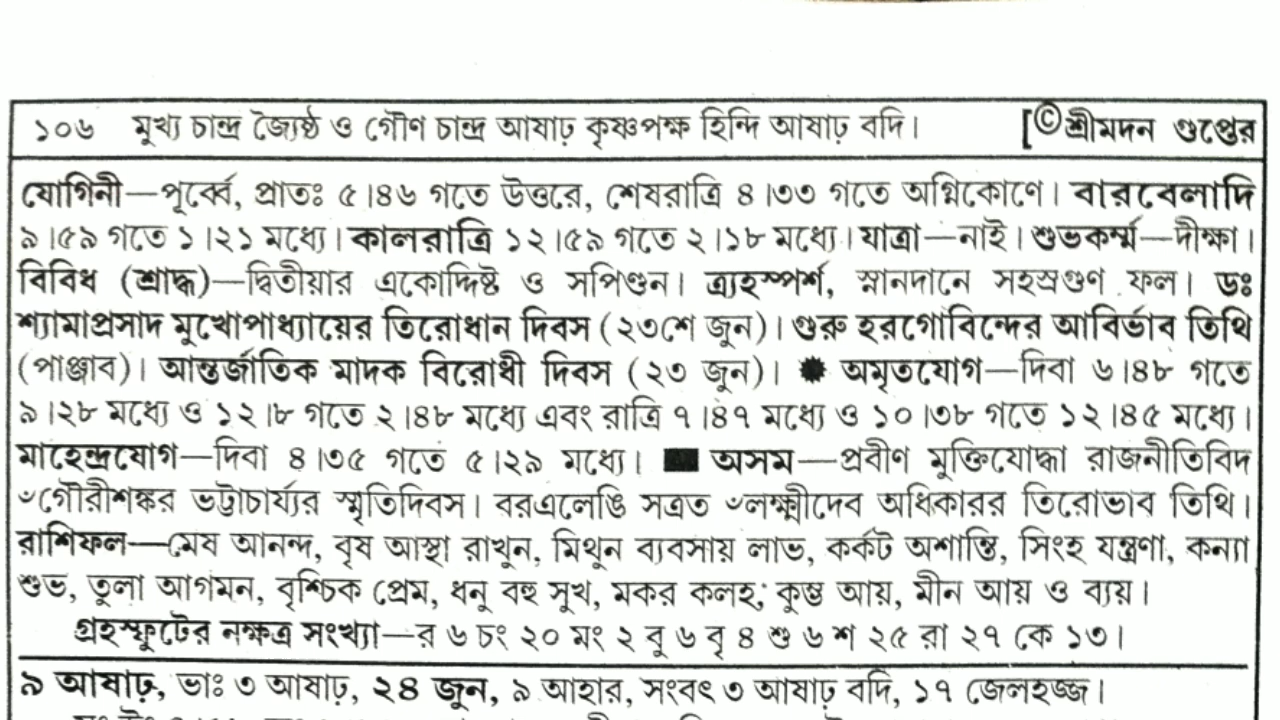 ১০৬ মুখ্য চান্দ্র জ্যৈষ্ঠ ও গৌণ চান্দ্র আষাঢ় কৃষ্ণপক্ষ হিন্দি আষাঢ় বদি। [©শ্রীমদন গুপ্তের
যোগিনী—পূর্ব্বে, প্রাতঃ ৫।৪৬ গতে উত্তরে, শেষরাত্রি ৪।৩৩ গতে অগ্নিকোণে। বারবেলাদি
৯।৫৯ গতে ১।২১ মধ্যে। কালরাত্রি ১২।৫৯ গতে ২।১৮ মধ্যে। যাত্রা—নাই। শুভকর্ম্ম—দীক্ষা।
বিবিধ (শ্রাদ্ধ)—দ্বিতীয়ার একোদ্দিষ্ট ও সপিণ্ডন। ত্র্যহস্পর্শ, স্নানদানে সহস্রগুণ ফল। ডঃ
শ্যামাপ্রসাদ মুখোপাধ্যায়ের তিরোধান দিবস (২৩শে জুন)। গুরু হরগোবিন্দের আবির্ভাব তিথি
(পাঞ্জাব)। আন্তর্জাতিক মাদক বিরোধী দিবস (২৩ জুন)। ✸ অমৃতযোগ—দিবা ৬।৪৮ গতে
৯।২৮ মধ্যে ও ১২।৮ গতে ২।৪৮ মধ্যে এবং রাত্রি ৭।৪৭ মধ্যে ও ১০।৩৮ গতে ১২।৪৫ মধ্যে।
মাহেন্দ্রযোগ—দিবা ৪।৩৫ গতে ৫।২৯ মধ্যে। ■ অসম—প্রবীণ মুক্তিযোদ্ধা রাজনীতিবিদ
৺গৌরীশঙ্কর ভট্টাচার্য্যর স্মৃতিদিবস। বরএলেঙি সত্রত ৺লক্ষ্মীদেব অধিকারর তিরোভাব তিথি।
রাশিফল—মেষ আনন্দ, বৃষ আস্থা রাখুন, মিথুন ব্যবসায় লাভ, কর্কট অশান্তি, সিংহ যন্ত্রণা, কন্যা
শুভ, তুলা আগমন, বৃশ্চিক প্রেম, ধনু বহু সুখ, মকর কলহ, কুম্ভ আয়, মীন আয় ও ব্যয়।
গ্রহস্ফুটের নক্ষত্র সংখ্যা—র ৬ চং ২০ মং ২ বু ৬ বৃ ৪ শু ৬ শ ২৫ রা ২৭ কে ১৩।
৯ আষাঢ়, ভাঃ ৩ আষাঢ়, ২৪ জুন, ৯ আহার, সংবৎ ৩ আষাঢ় বদি, ১৭ জেলহজ্জ।